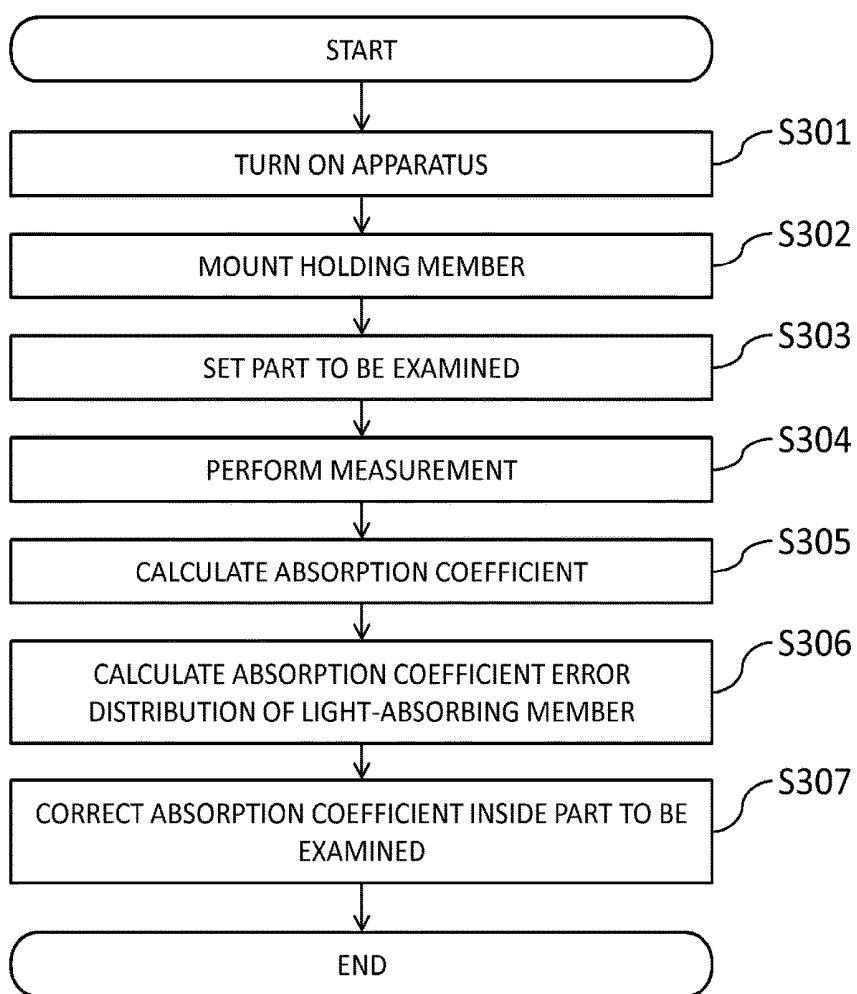 START
S301
TURN ON APPARATUS
S302
MOUNT HOLDING MEMBER
S303
SET PART TO BE EXAMINED
S304
PERFORM MEASUREMENT
S305
CALCULATE ABSORPTION COEFFICIENT
S306
CALCULATE ABSORPTION COEFFICIENT ERROR
DISTRIBUTION OF LIGHT-ABSORBING MEMBER
S307
CORRECT ABSORPTION COEFFICIENT INSIDE PART TO BE
EXAMINED
END